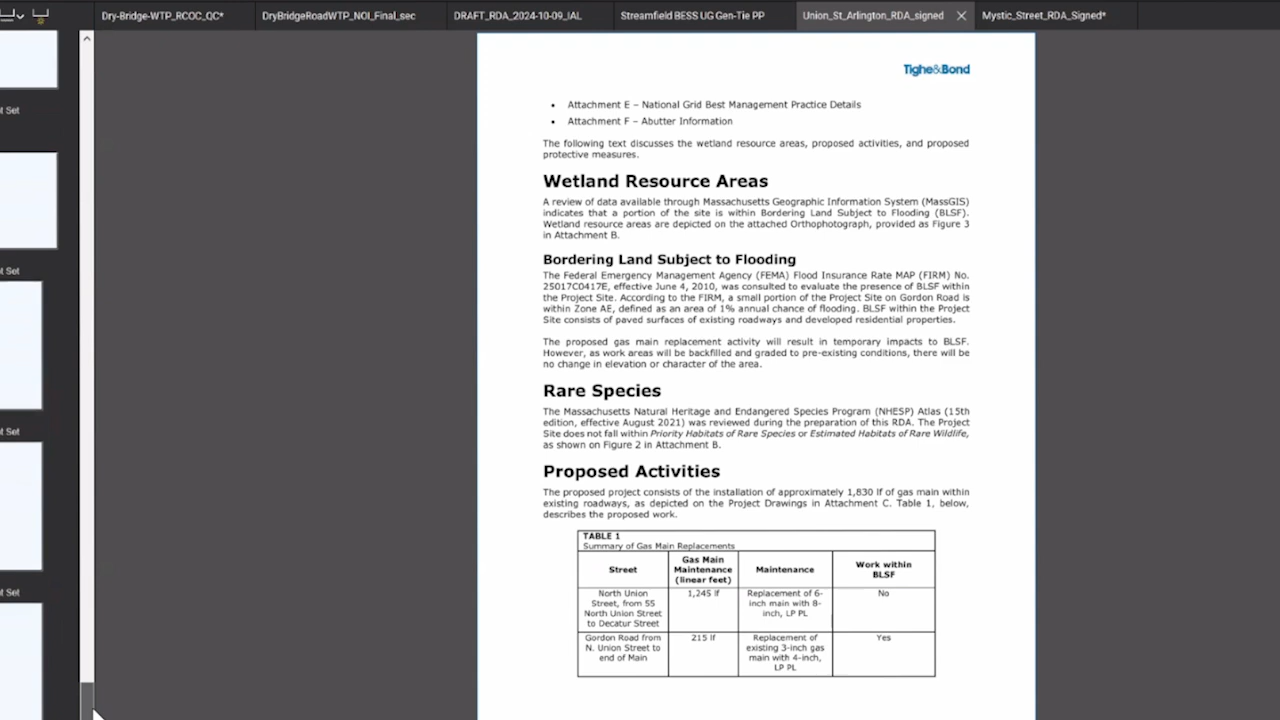 Dry-Bridge-WTP_RCOC_QC*
DryBridgeRoadWTP_NOI_Final_sec
DRAFT_RDA_2024-10-09_IAL
Streamfield BESS UG Gen-Tie PP
Union_St_Arlington_RDA_signed
Mystic_Street_RDA_Signed*
t Set
t Set
t Set
t Set
Tighe&Bond
• Attachment E – National Grid Best Management Practice Details
• Attachment F – Abutter Information
The following text discusses the wetland resource areas, proposed activities, and proposed
protective measures.
Wetland Resource Areas
A review of data available through Massachusetts Geographic Information System (MassGIS)
indicates that a portion of the site is within Bordering Land Subject to Flooding (BLSF).
Wetland resource areas are depicted on the attached Orthophotograph, provided as Figure 3
in Attachment B.
Bordering Land Subject to Flooding
The Federal Emergency Management Agency (FEMA) Flood Insurance Rate MAP (FIRM) No.
25017C0417E, effective June 4, 2010, was consulted to evaluate the presence of BLSF within
the Project Site. According to the FIRM, a small portion of the Project Site on Gordon Road is
within Zone AE, defined as an area of 1% annual chance of flooding. BLSF within the Project
Site consists of paved surfaces of existing roadways and developed residential properties.
The proposed gas main replacement activity will result in temporary impacts to BLSF.
However, as work areas will be backfilled and graded to pre-existing conditions, there will be
no change in elevation or character of the area.
Rare Species
The Massachusetts Natural Heritage and Endangered Species Program (NHESP) Atlas (15th
edition, effective August 2021) was reviewed during the preparation of this RDA. The Project
Site does not fall within Priority Habitats of Rare Species or Estimated Habitats of Rare Wildlife,
as shown on Figure 2 in Attachment B.
Proposed Activities
The proposed project consists of the installation of approximately 1,830 lf of gas main within
existing roadways, as depicted on the Project Drawings in Attachment C. Table 1, below,
describes the proposed work.
TABLE 1
Summary of Gas Main Replacements
Street
Gas Main
Maintenance
(linear feet)
Maintenance
Work within
BLSF
North Union
Street, from 55
North Union Street
to Decatur Street
1,245 lf
Replacement of 6-
inch main with 8-
inch, LP PL
No
Gordon Road from
N. Union Street to
end of Main
215 lf
Replacement of
existing 3-inch gas
main with 4-inch,
LP PL
Yes